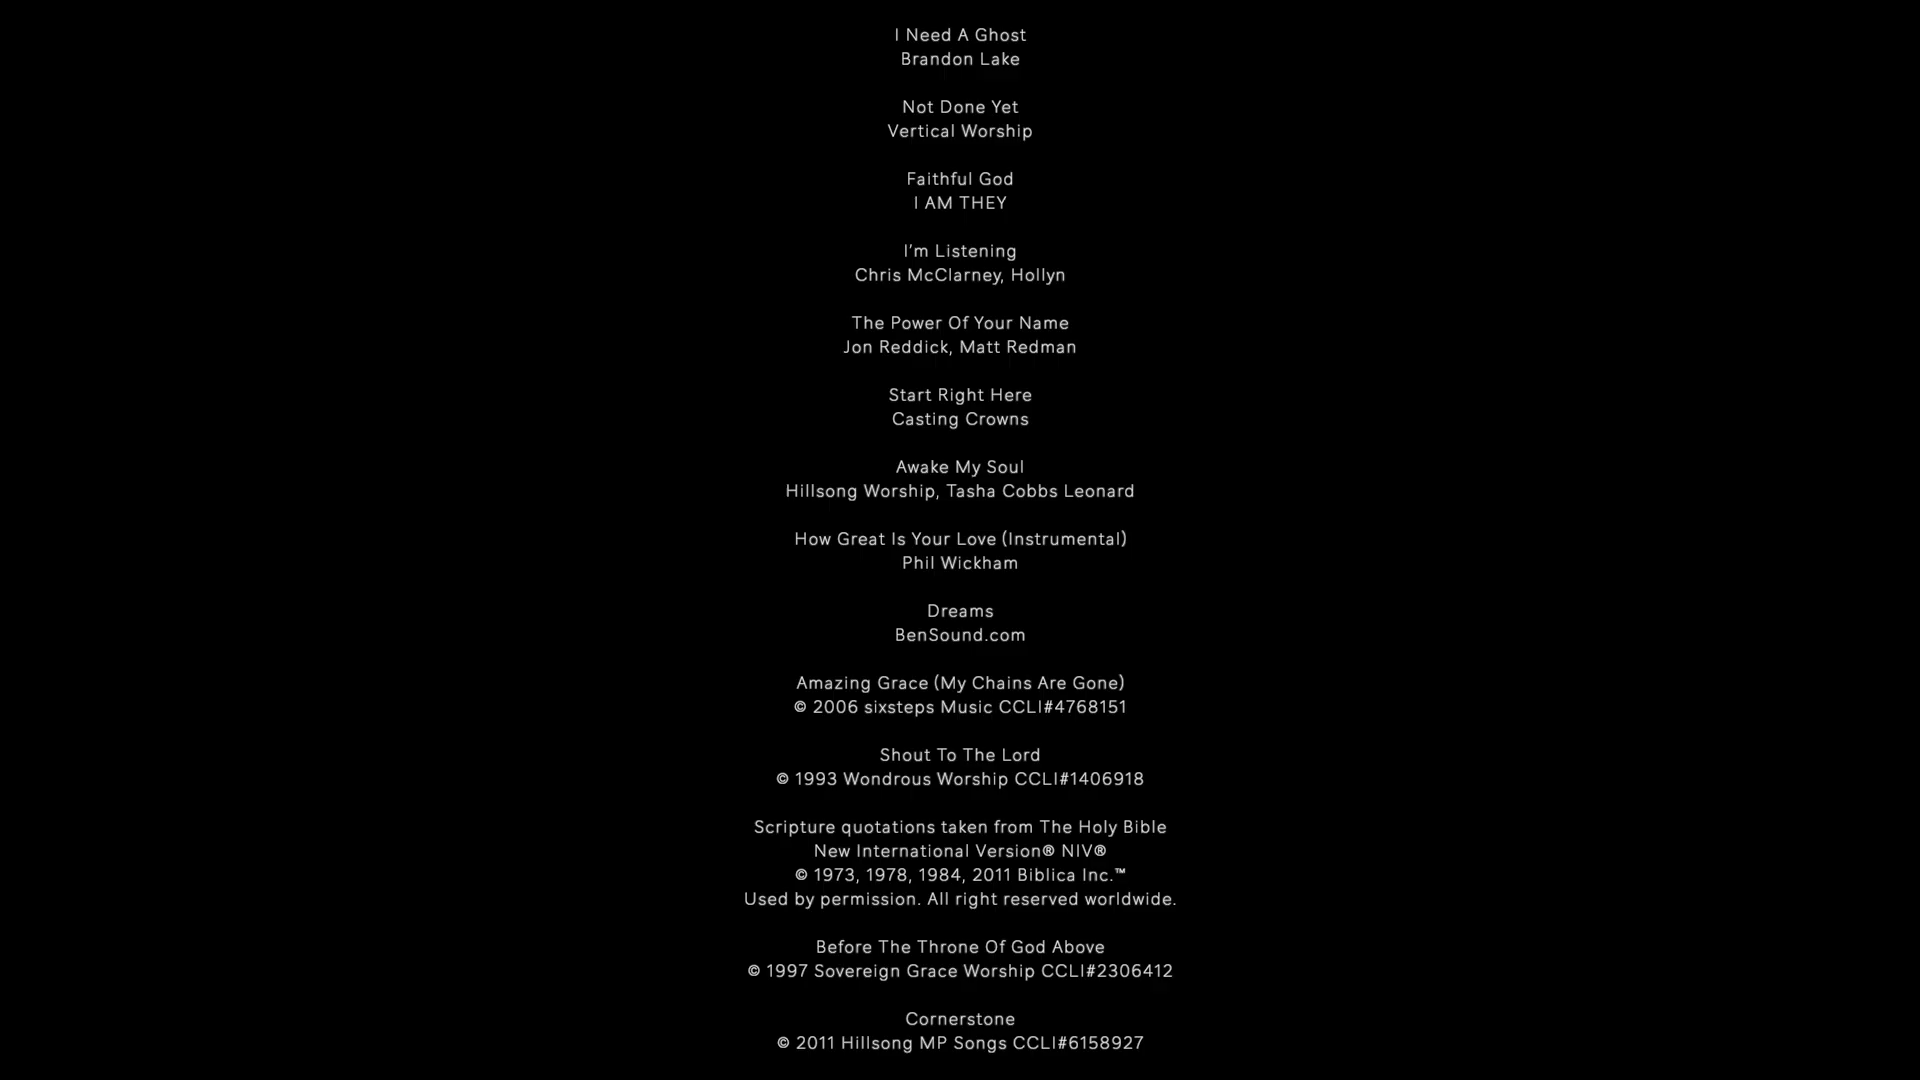 I Need A Ghost
Brandon Lake
Not Done Yet
Vertical Worship
Faithful God
I AM THEY
I’m Listening
Chris McClarney, Hollyn
The Power Of Your Name
Jon Reddick, Matt Redman
Start Right Here
Casting Crowns
Awake My Soul
Hillsong Worship, Tasha Cobbs Leonard
How Great Is Your Love (Instrumental)
Phil Wickham
Dreams
BenSound.com
Amazing Grace (My Chains Are Gone)
© 2006 sixsteps Music CCLI#4768151
Shout To The Lord
© 1993 Wondrous Worship CCLI#1406918
Scripture quotations taken from The Holy Bible
New International Version® NIV®
© 1973, 1978, 1984, 2011 Biblica Inc.™
Used by permission. All right reserved worldwide.
Before The Throne Of God Above
© 1997 Sovereign Grace Worship CCLI#2306412
Cornerstone
© 2011 Hillsong MP Songs CCLI#6158927